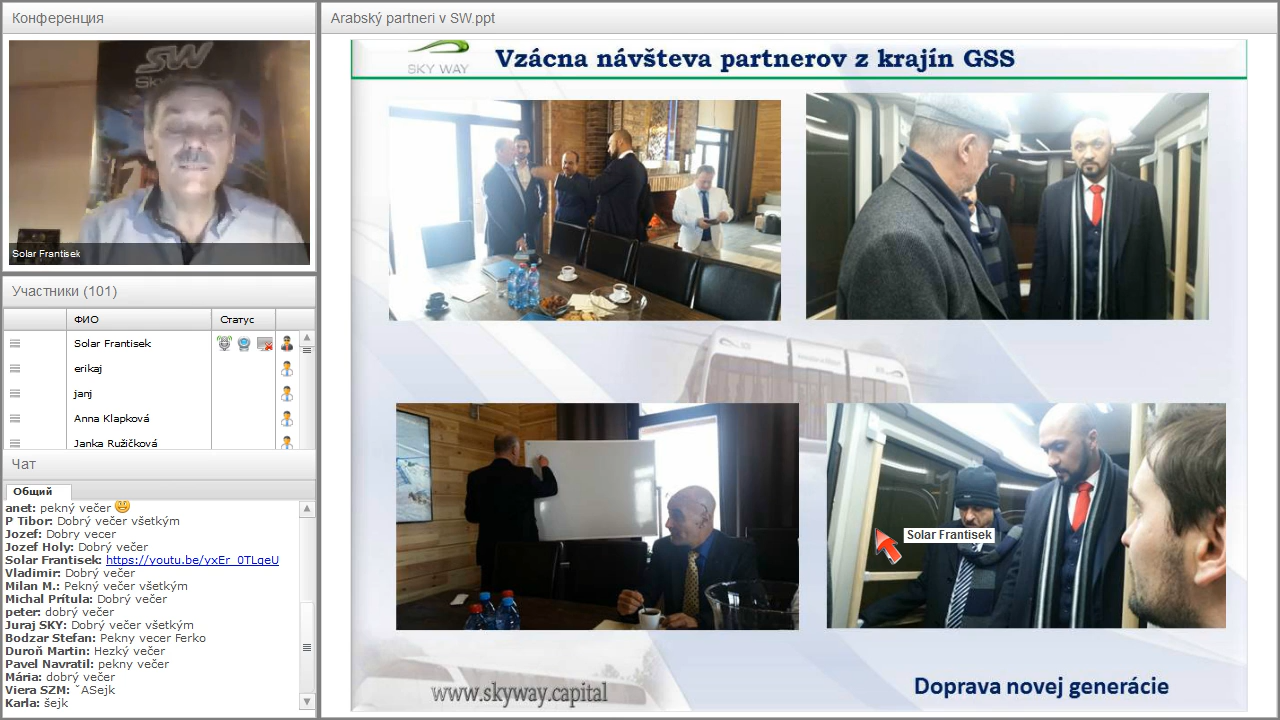 Конференция
SW
Solar Frantisek
Участники (101)
ФИО
Статус
Solar Frantisek
erikaj
janj
Anna Klapková
Janka Ružičková
Чат
Общий
anet: pekný večer
P Tibor: Dobrý večer všetkým
Jozef: Dobry vecer
Jozef Holy: Dobrý večer
Solar Frantisek: https://youtu.be/yxEr_0TLqeU
Vladimir: Dobrý večer
Milan M.: Pekný večer všetkým
Michal Prítula: Dobrý večer
peter: dobrý večer
Juraj SKY: Dobrý večer všetkým
Bodzar Stefan: Pekny vecer Ferko
Duroň Martin: Hezký večer
Pavel Navratil: pekny večer
Mária: dobrý večer
Viera SZM: ˇASejk
Karla: šejk
Arabský partneri v SW.ppt
SKY WAY
Vzácna návšteva partnerov z krajín GSS
Solar Frantisek
www.skyway.capital
Doprava novej generácie